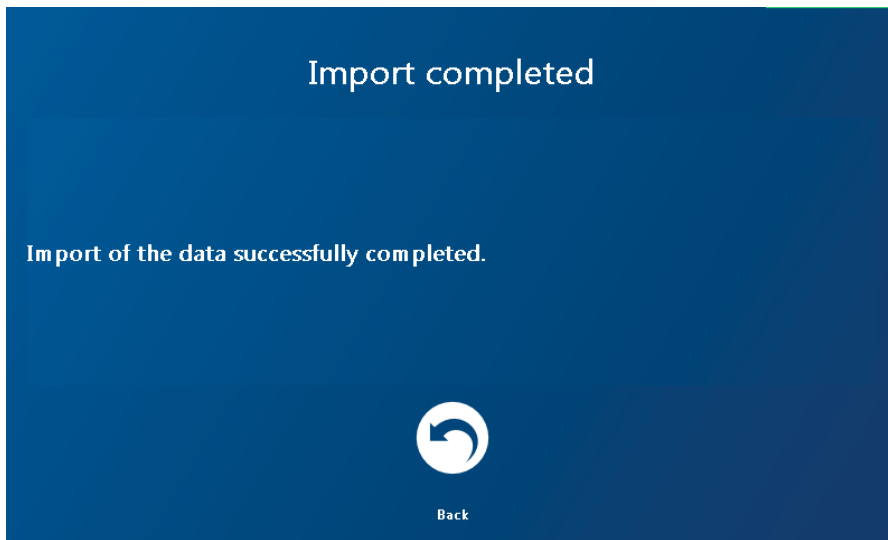 Import completed
Import of the data successfully completed.
Back